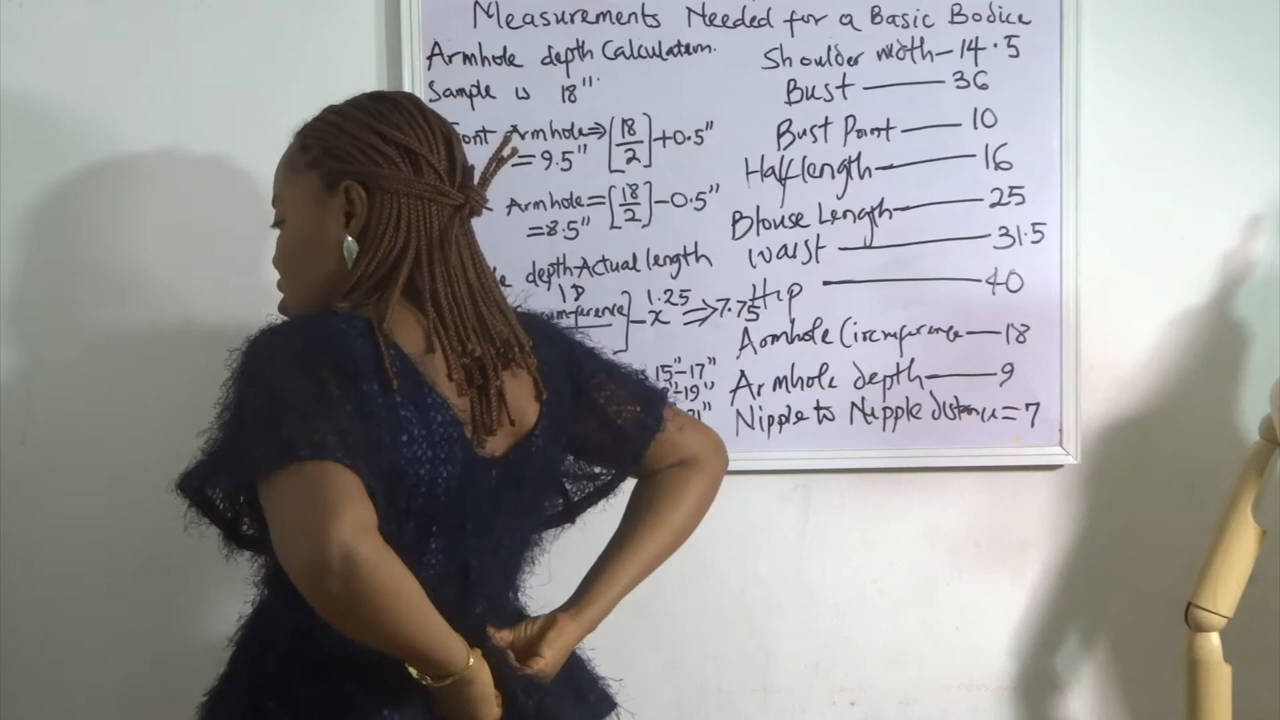 Measurements Needed for a Basic Bodice
Armhole depth Calculation.
Sample is 18"
Armhole⇒[18/2]+0.5"
=9.5"
Armhole=[18/2]-0.5"
=8.5"
depth-Actual length
1.25
-x ⇒7.75
15"-17"
-19"
Shoulder width-14.5
Bust — 36
Bust Point — 10
Half length — 16
Blouse Length — 25
Waist — 31.5
Hip — 40
Armhole Circumference — 18
Armhole depth — 9
Nipple to Nipple distance = 7